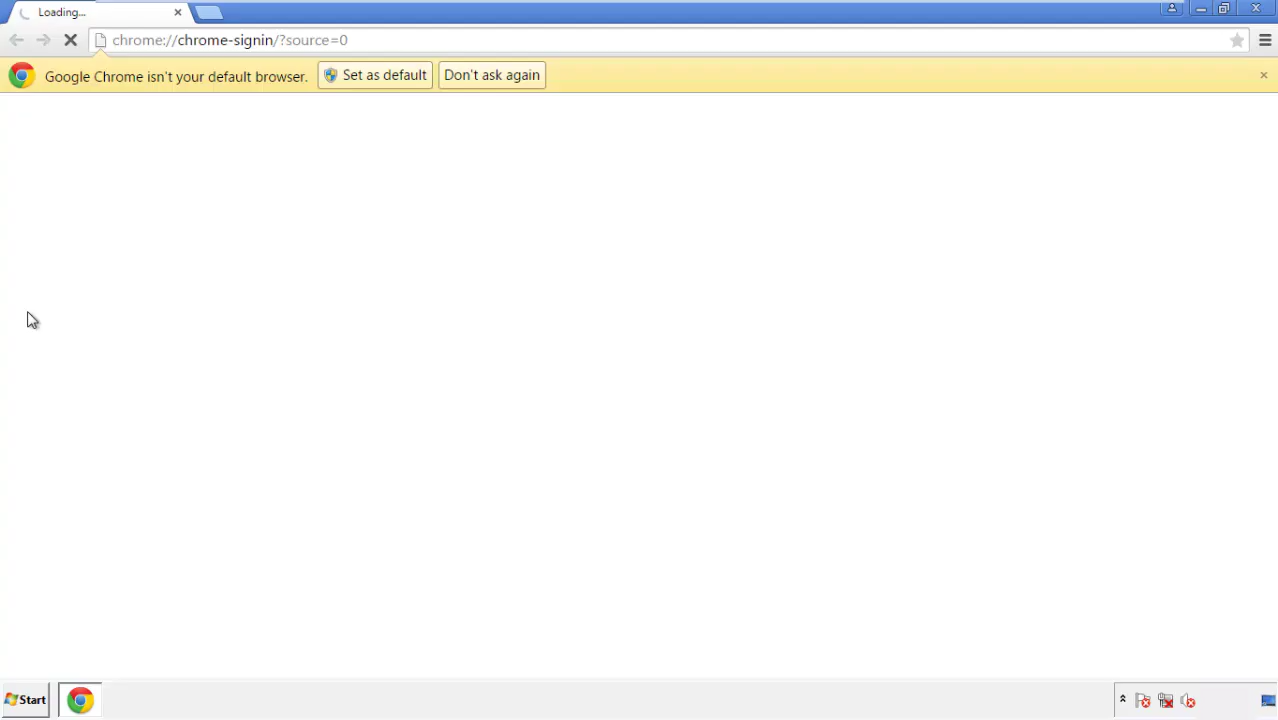 Loading...
chrome://chrome-signin/?source=0
Google Chrome isn't your default browser. Set as default Don't ask again
Start